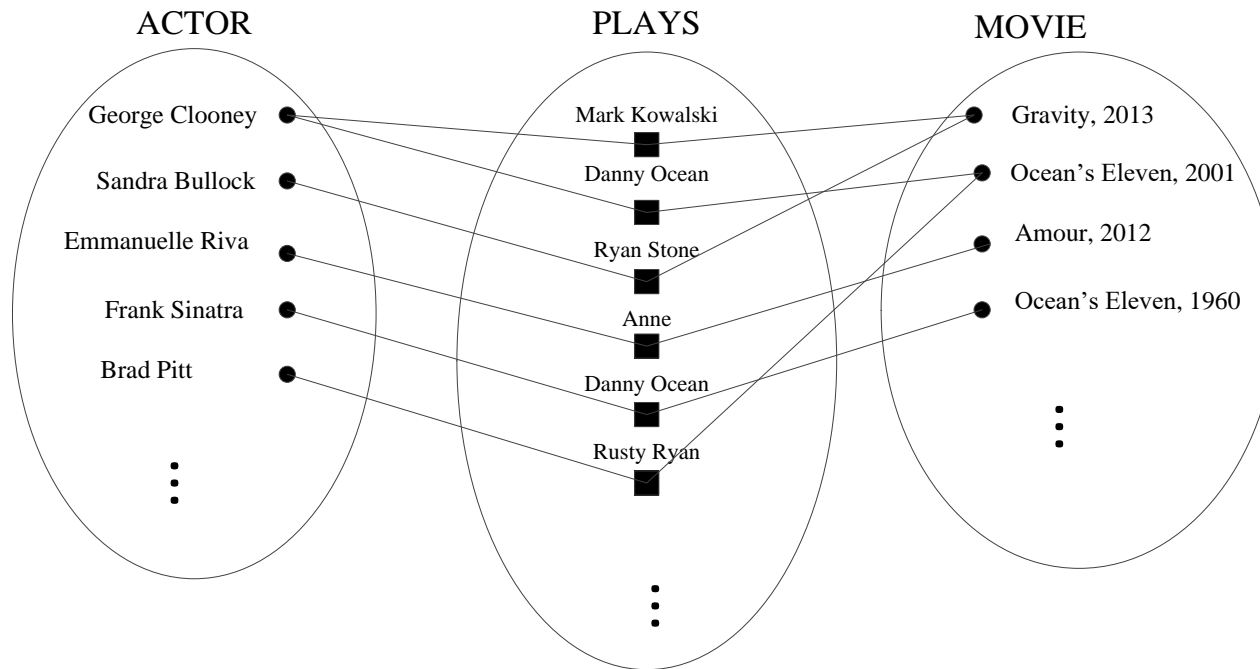 ACTOR
PLAYS
MOVIE
George Clooney
Sandra Bullock
Emmanuelle Riva
Frank Sinatra
Brad Pitt
Mark Kowalski
Danny Ocean
Ryan Stone
Anne
Danny Ocean
Rusty Ryan
Gravity, 2013
Ocean’s Eleven, 2001
Amour, 2012
Ocean’s Eleven, 1960